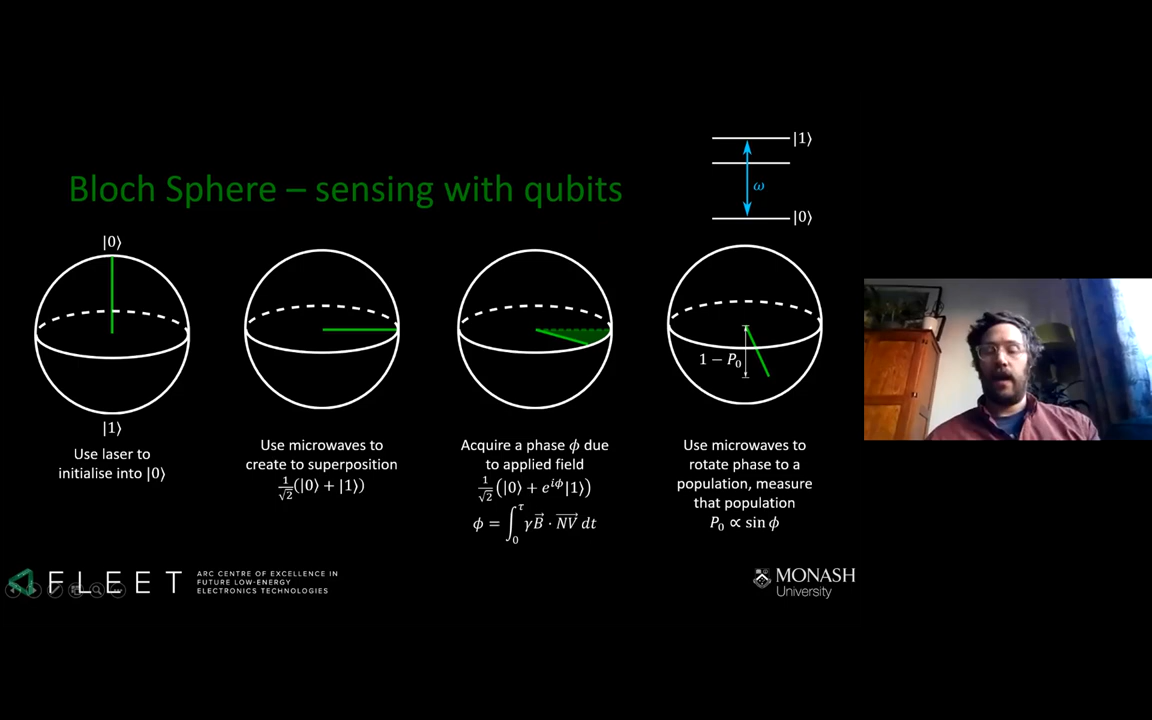 |1⟩
ω
|0⟩
Bloch Sphere – sensing with qubits
|0⟩
|1⟩
Use laser to
initialise into |0⟩
Use microwaves to
create to superposition
1/√2 (|0⟩ + |1⟩)
Acquire a phase ϕ due
to applied field
1/√2 (|0⟩ + e^{iϕ}|1⟩)
ϕ = ∫₀^τ γB⃗ · NV⃗ dt
1 − P₀
Use microwaves to
rotate phase to a
population, measure
that population
P₀ ∝ sin ϕ
FLEET
ARC CENTRE OF EXCELLENCE IN
FUTURE LOW-ENERGY
ELECTRONICS TECHNOLOGIES
MONASH
University